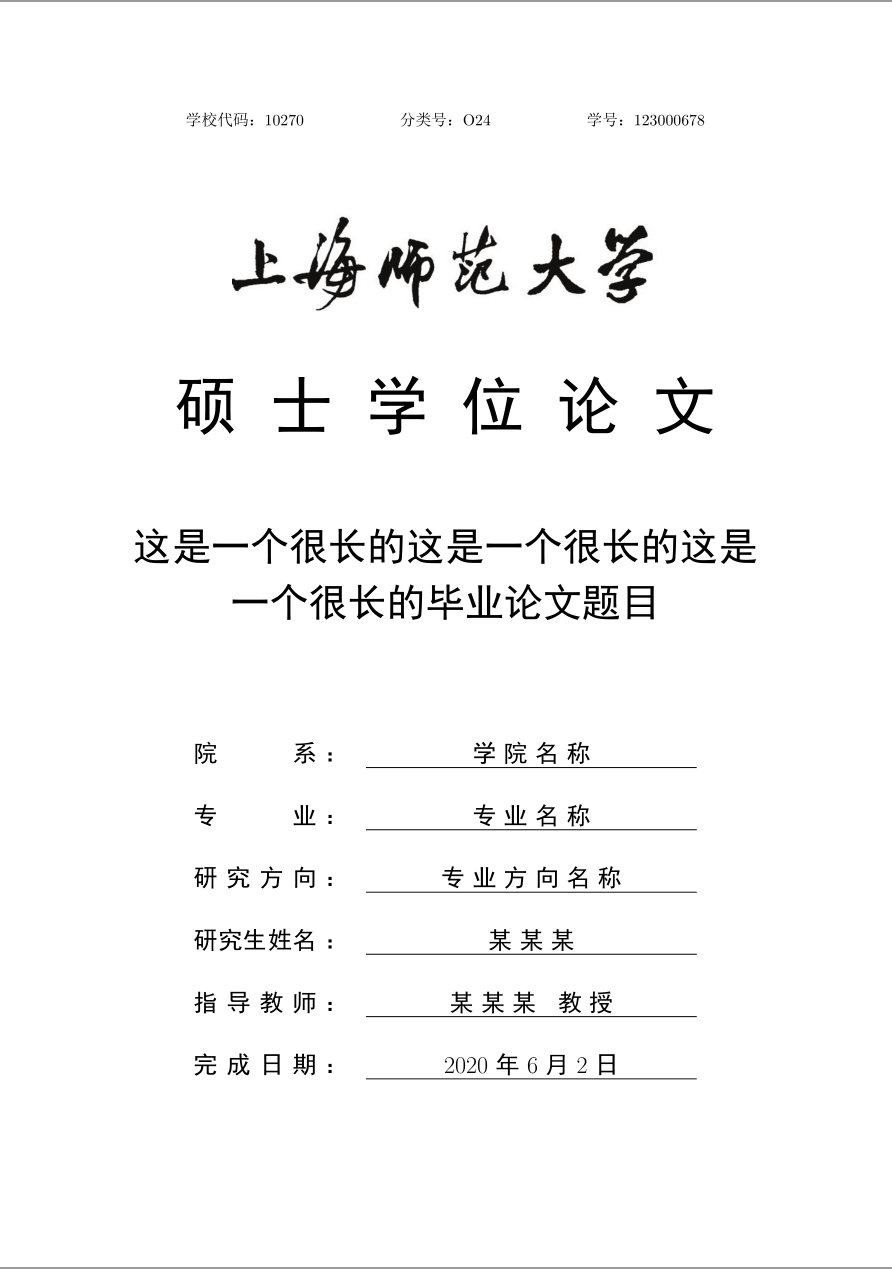 学校代码：10270 分类号：O24 学号：123000678
上海师范大学
硕士学位论文
这是一个很长的这是一个很长的这是
一个很长的毕业论文题目
院系：学院名称
专业：专业名称
研究方向：专业方向名称
研究生姓名：某某某
指导教师：某某某 教授
完成日期：2020 年 6 月 2 日